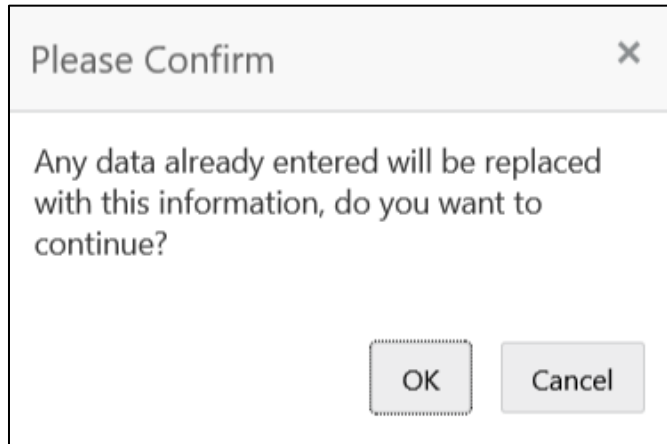 Please Confirm
Any data already entered will be replaced
with this information, do you want to
continue?
OK Cancel